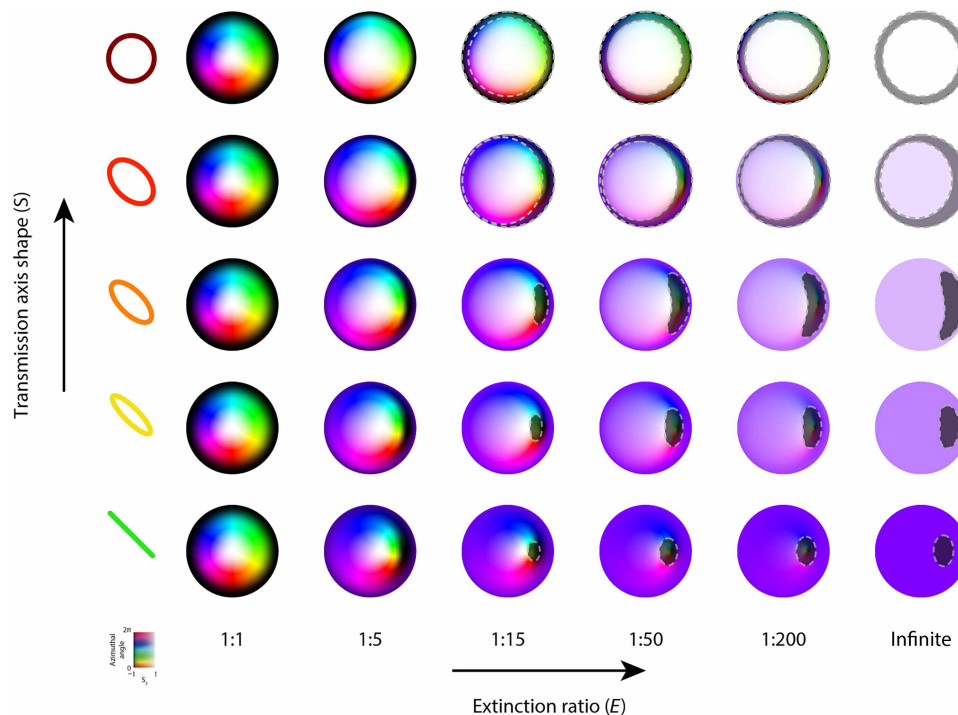 Transmission axis shape (S)
Azimuthal
angle
2π
0
−1 1
S₃
1:1 1:5 1:15 1:50 1:200 Infinite
Extinction ratio (E)